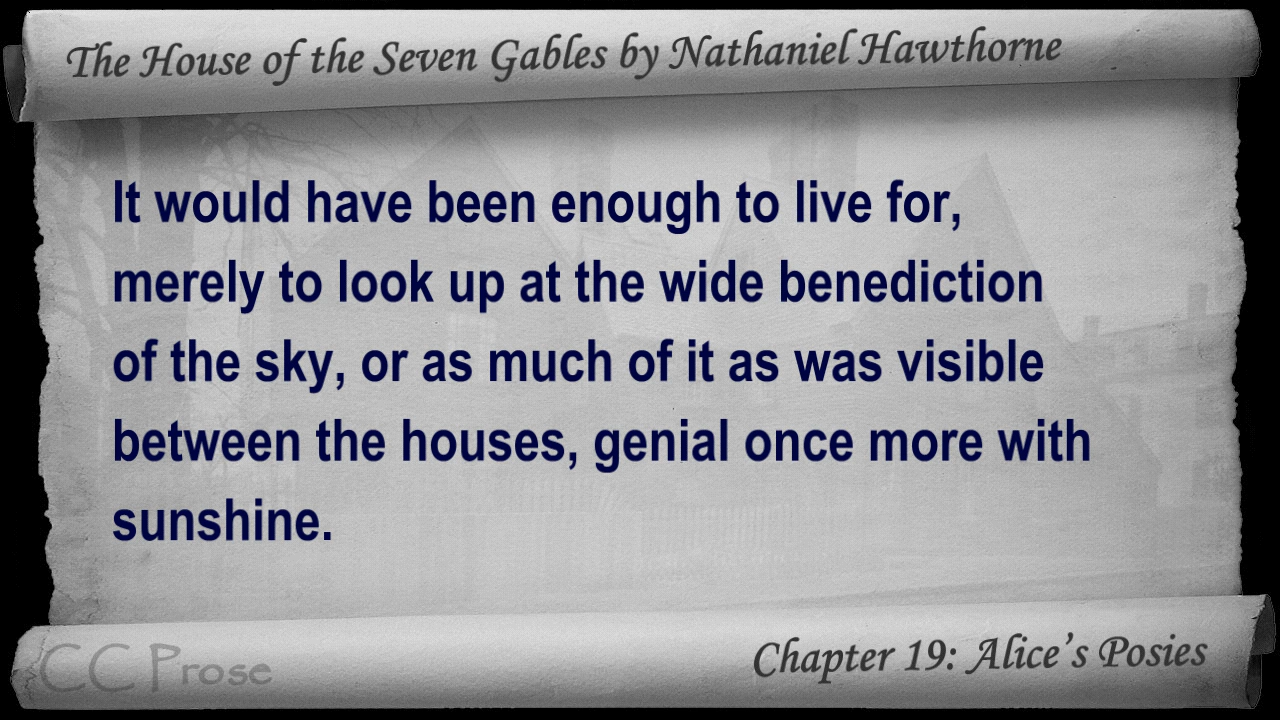 The House of the Seven Gables by Nathaniel Hawthorne
It would have been enough to live for,
merely to look up at the wide benediction
of the sky, or as much of it as was visible
between the houses, genial once more with
sunshine.
CC Prose
Chapter 19: Alice’s Posies